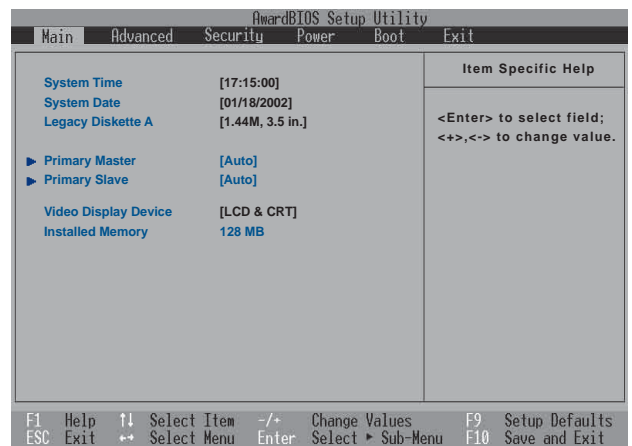 AwardBIOS Setup Utility
Main Advanced Security Power Boot Exit
Item Specific Help
System Time [17:15:00]
System Date [01/18/2002]
Legacy Diskette A [1.44M, 3.5 in.]
<Enter> to select field;
<+>,<-> to change value.
Primary Master [Auto]
Primary Slave [Auto]
Video Display Device [LCD & CRT]
Installed Memory 128 MB
F1 Help ↑↓ Select Item -/+ Change Values F9 Setup Defaults
ESC Exit ←→ Select Menu Enter Select ► Sub-Menu F10 Save and Exit